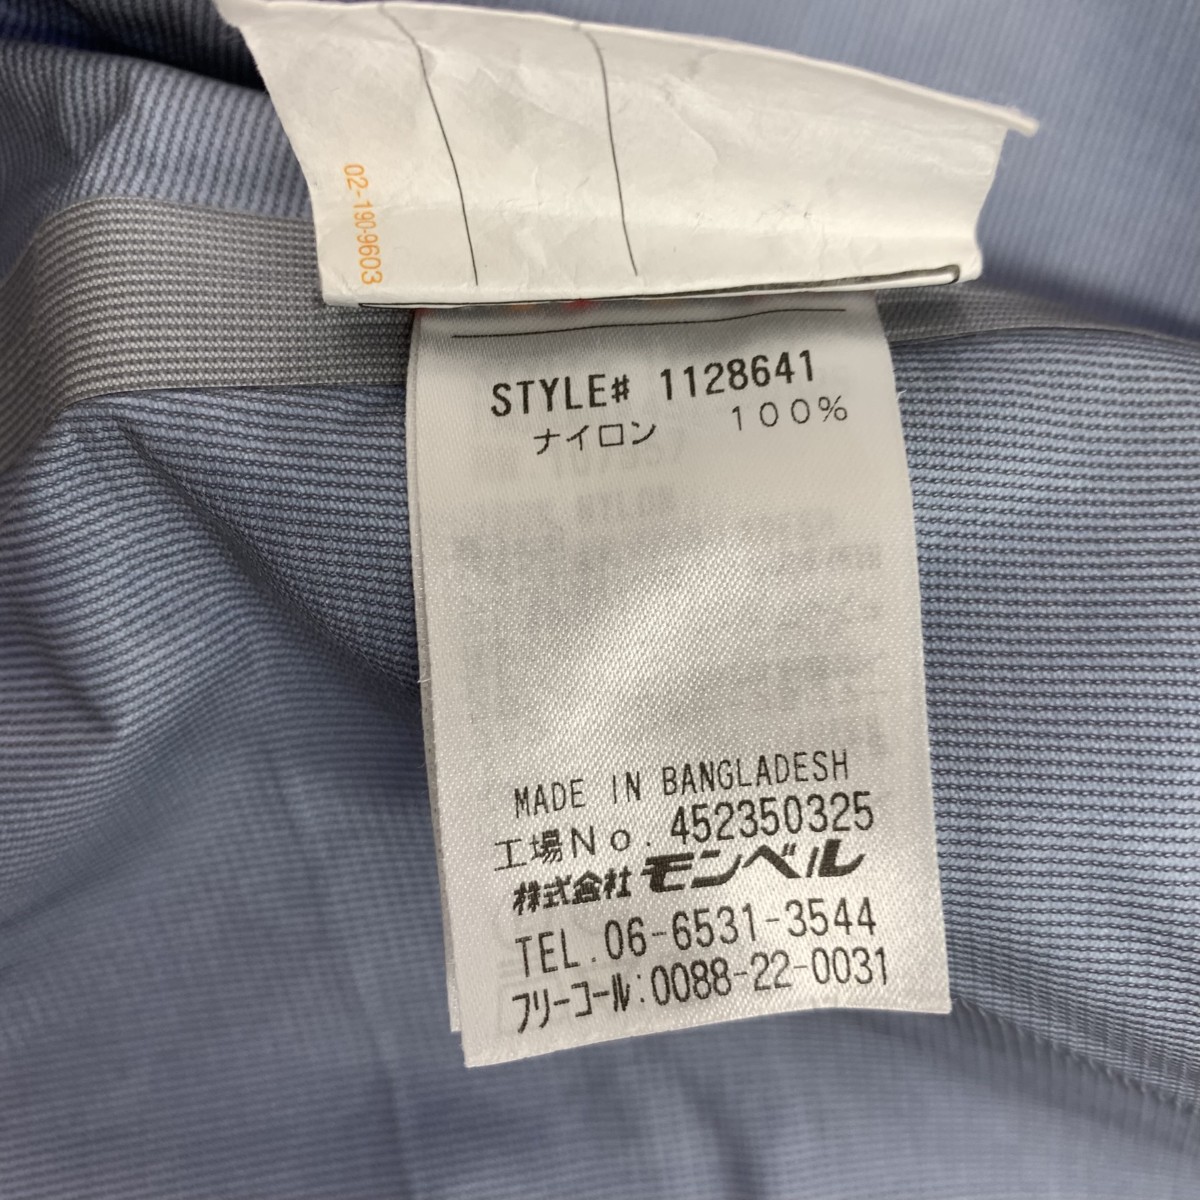 02-190-9603
STYLE# 1128641
ナイロン 100%
MADE IN BANGLADESH
工場No. 452350325
株式会社 モンベル
TEL. 06-6531-3544
フリーコール:0088-22-0031